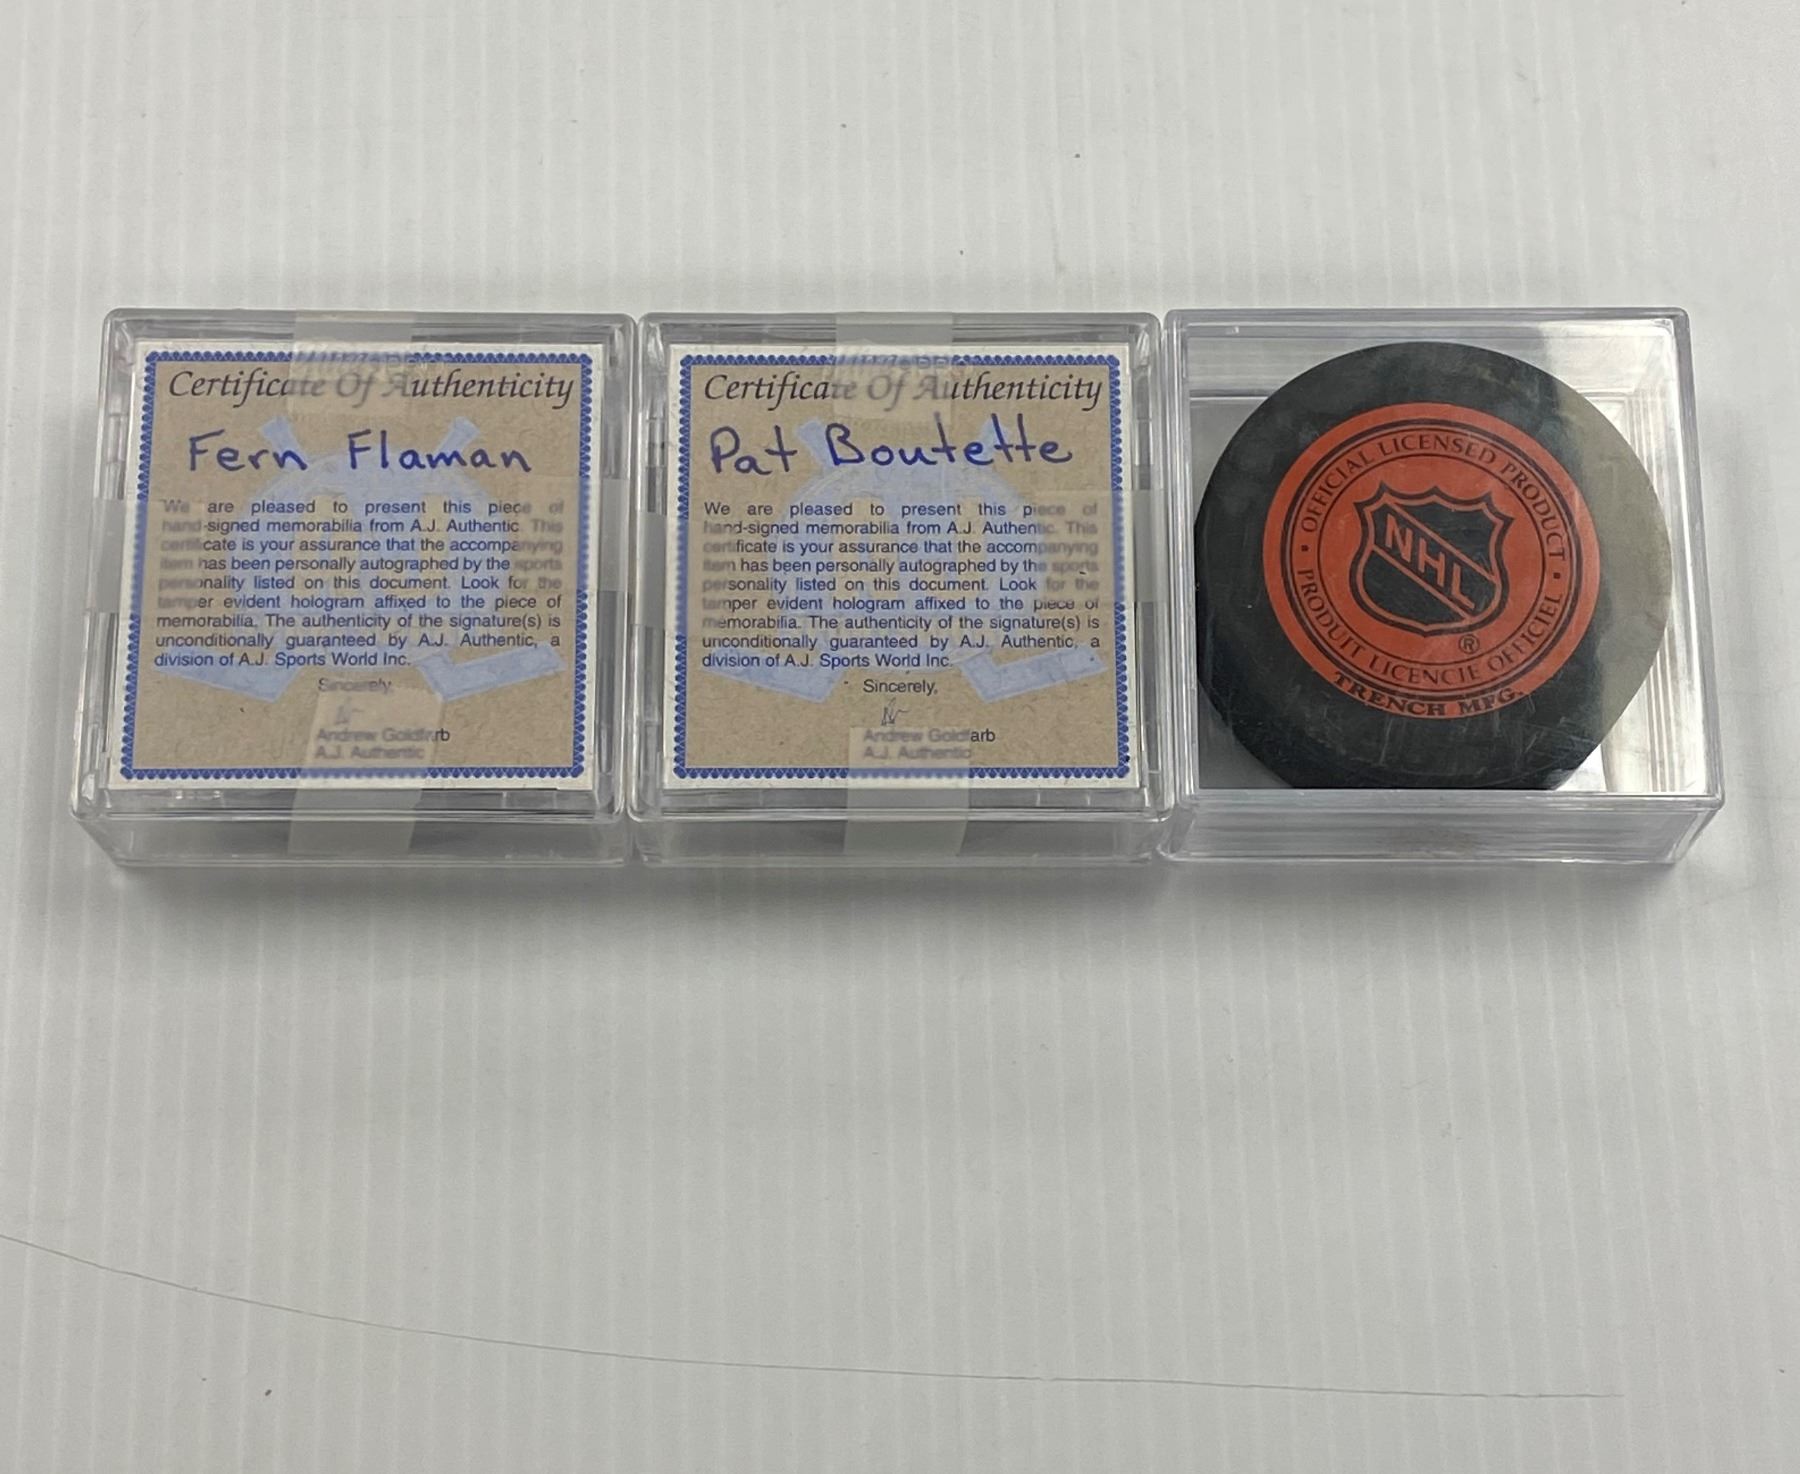 Certificate Of Authenticity
Fern Flaman
We are pleased to present this piece of
hand-signed memorabilia from A.J. Authentic. This
certificate is your assurance that the accompanying
item has been personally autographed by the sports
personality listed on this document. Look for the
tamper evident hologram affixed to the piece of
memorabilia. The authenticity of the signature(s) is
unconditionally guaranteed by A.J. Authentic, a
division of A.J. Sports World Inc.
Sincerely,
Andrew Goldfarb
A.J. Authentic
Certificate Of Authenticity
Pat Boutette
We are pleased to present this piece of
hand-signed memorabilia from A.J. Authentic. This
certificate is your assurance that the accompanying
item has been personally autographed by the sports
personality listed on this document. Look for the
tamper evident hologram affixed to the piece of
memorabilia. The authenticity of the signature(s) is
unconditionally guaranteed by A.J. Authentic, a
division of A.J. Sports World Inc.
Sincerely,
Andrew Goldfarb
A.J. Authentic
• OFFICIAL LICENSED PRODUCT •
NHL
®
PRODUIT LICENCIE OFFICIEL
TRENCH MFG.